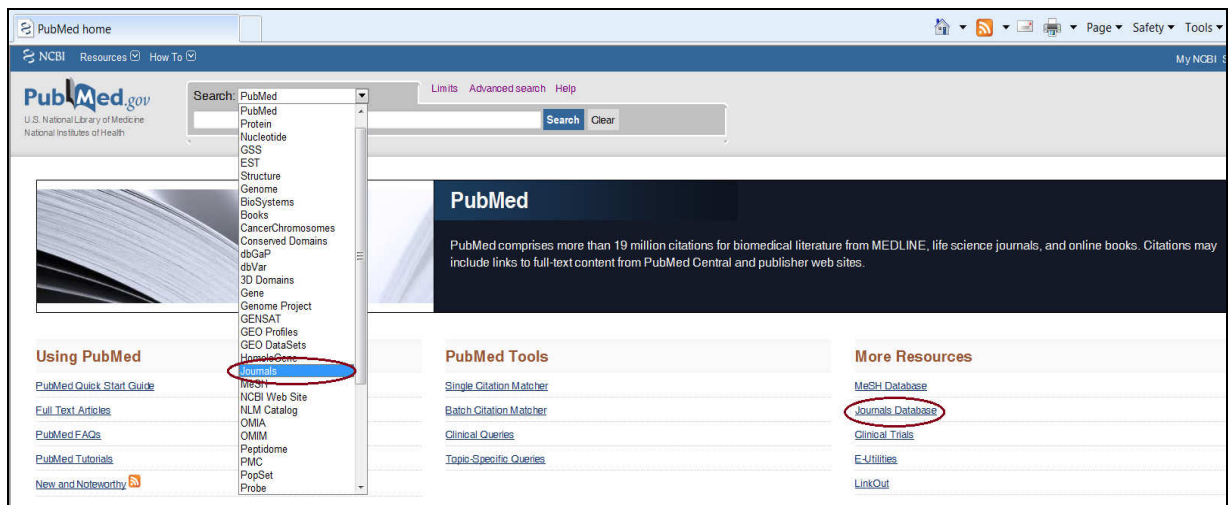 PubMed home
Page Safety Tools
NCBI Resources How To
My NCBI
PubMed.gov
U.S. National Library of Medicine
National Institutes of Health
Search: PubMed
Limits Advanced search Help
Search Clear
PubMed
Protein
Nucleotide
GSS
EST
Structure
Genome
BioSystems
Books
CancerChromosomes
Conserved Domains
dbGaP
dbVar
3D Domains
Gene
Genome Project
GENSAT
GEO Profiles
GEO DataSets
HomoloGene
Journals
MeSH
NCBI Web Site
NLM Catalog
OMIA
OMIM
Peptidome
PMC
PopSet
Probe
PubMed
PubMed comprises more than 19 million citations for biomedical literature from MEDLINE, life science journals, and online books. Citations may
include links to full-text content from PubMed Central and publisher web sites.
Using PubMed
PubMed Quick Start Guide
Full Text Articles
PubMed FAQs
PubMed Tutorials
New and Noteworthy
PubMed Tools
Single Citation Matcher
Batch Citation Matcher
Clinical Queries
Topic-Specific Queries
More Resources
MeSH Database
Journals Database
Clinical Trials
E-Utilities
LinkOut